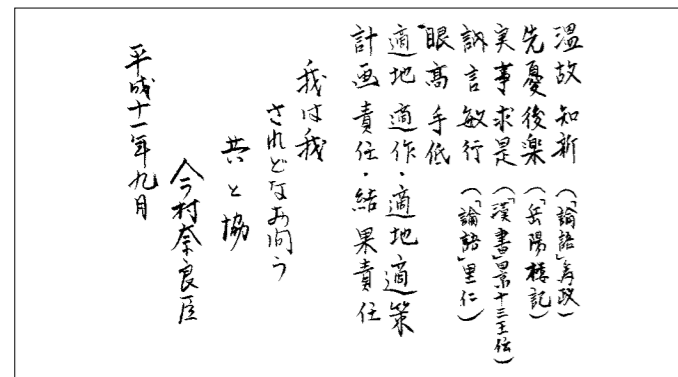 温故知新(「論語」為政)
先憂後楽(「岳陽楼記」)
実事求是(「漢書」景十三王伝)
訥言敏行(「論語」里仁)
眼高手低
適地適作・適地適策
計画責任・結果責任
我は我
されどなお向う
共と協
今村奈良臣
平成十一年九月